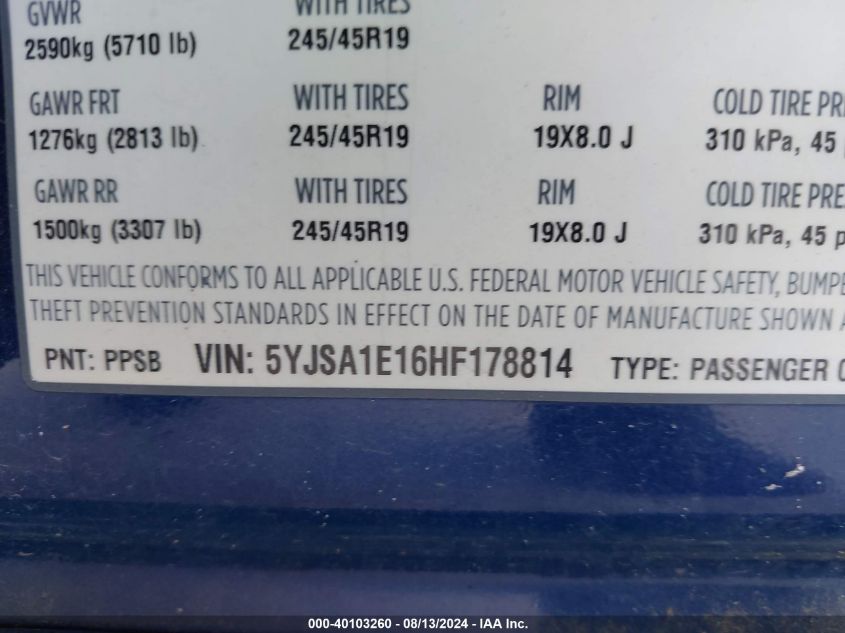 GVWR WITH TIRES
2590kg (5710 lb) 245/45R19
GAWR FRT WITH TIRES RIM COLD TIRE
1276kg (2813 lb) 245/45R19 19X8.0 J 310 kPa, 45
GAWR RR WITH TIRES RIM COLD TIRE
1500kg (3307 lb) 245/45R19 19X8.0 J 310 kPa, 45
THIS VEHICLE CONFORMS TO ALL APPLICABLE U.S. FEDERAL MOTOR VEHICLE SAFETY,
THEFT PREVENTION STANDARDS IN EFFECT ON THE DATE OF MANUFACTURE SHOWN
PNT: PPSB VIN: 5YJSA1E16HF178814 TYPE: PASSENGER
000-40103260 - 08/13/2024 - IAA Inc.